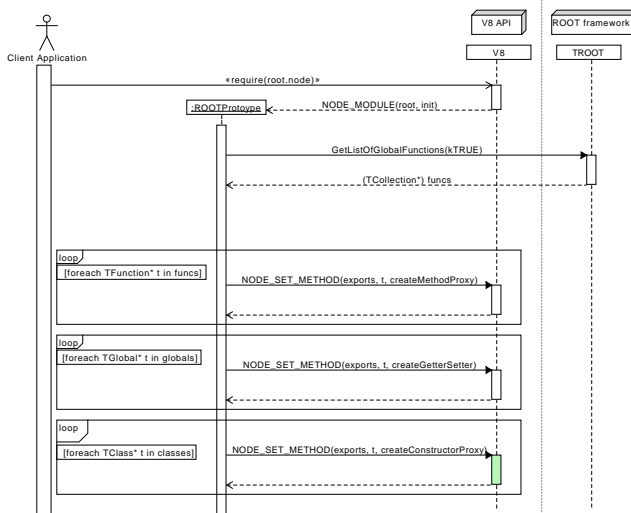 V8 API
ROOT framework
Client Application
V8
TROOT
«require(root.node)»
:ROOTProtoype
NODE_MODULE(root, init)
GetListOfGlobalFunctions(kTRUE)
(TCollection*) funcs
loop
[foreach TFunction* t in funcs]
NODE_SET_METHOD(exports, t, createMethodProxy)
loop
[foreach TGlobal* t in globals]
NODE_SET_METHOD(exports, t, createGetterSetter)
loop
[foreach TClass* t in classes]
NODE_SET_METHOD(exports, t, createConstructorProxy)